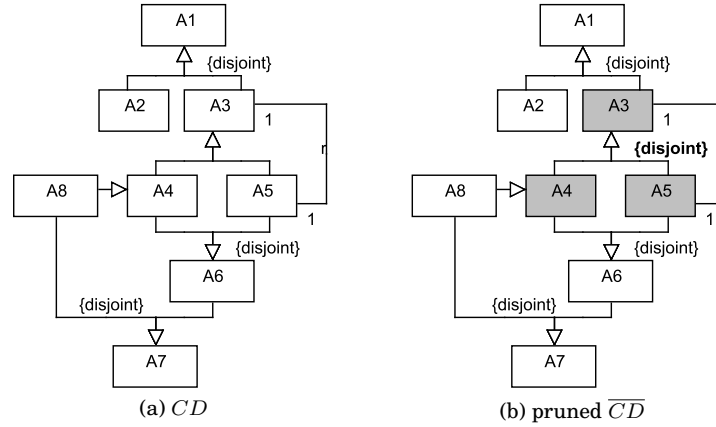 A1
{disjoint}
A2
A3
1
r
A8
A4
A5
1
{disjoint}
A6
{disjoint}
A7
(a) CD
A1
{disjoint}
A2
A3
1
{disjoint}
A8
A4
A5
1
{disjoint}
A6
{disjoint}
A7
(b) pruned C̅D̅